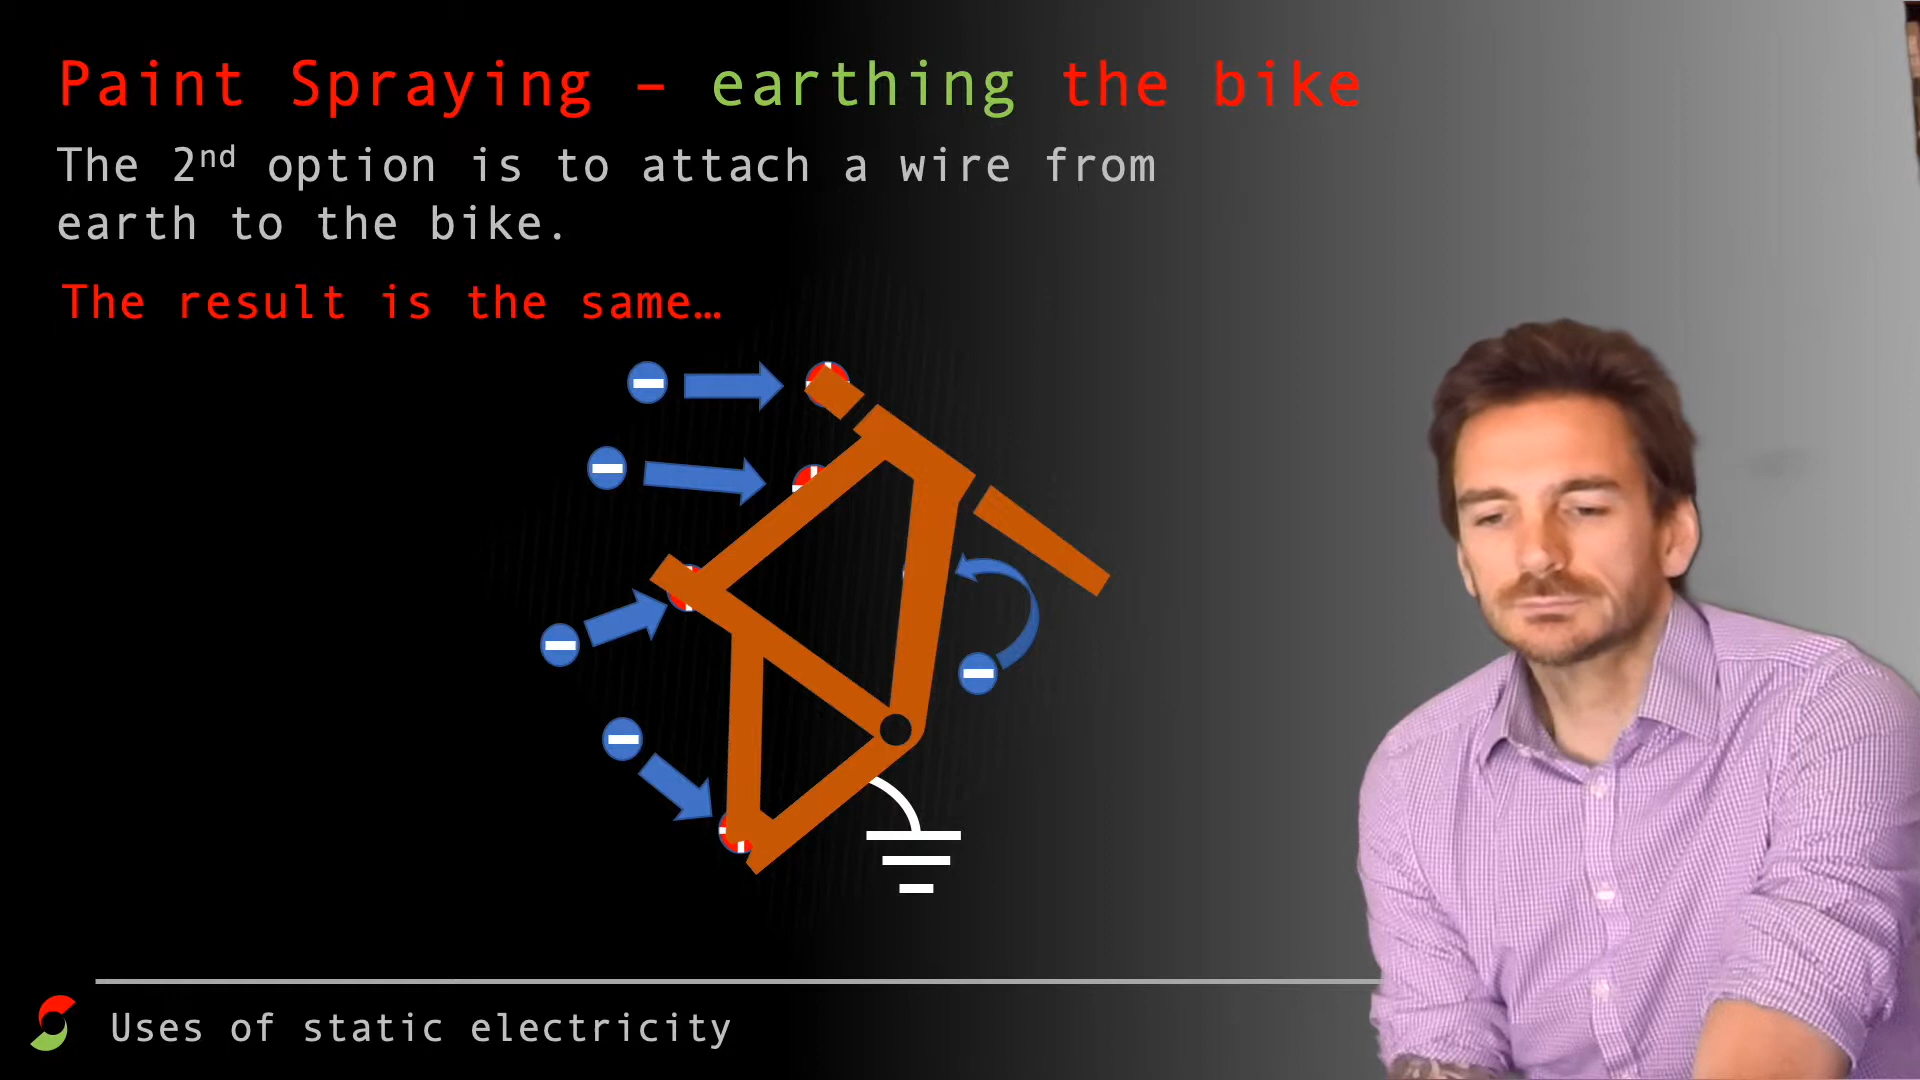 Paint Spraying – earthing the bike
The 2nd option is to attach a wire from
earth to the bike.
The result is the same…
Uses of static electricity